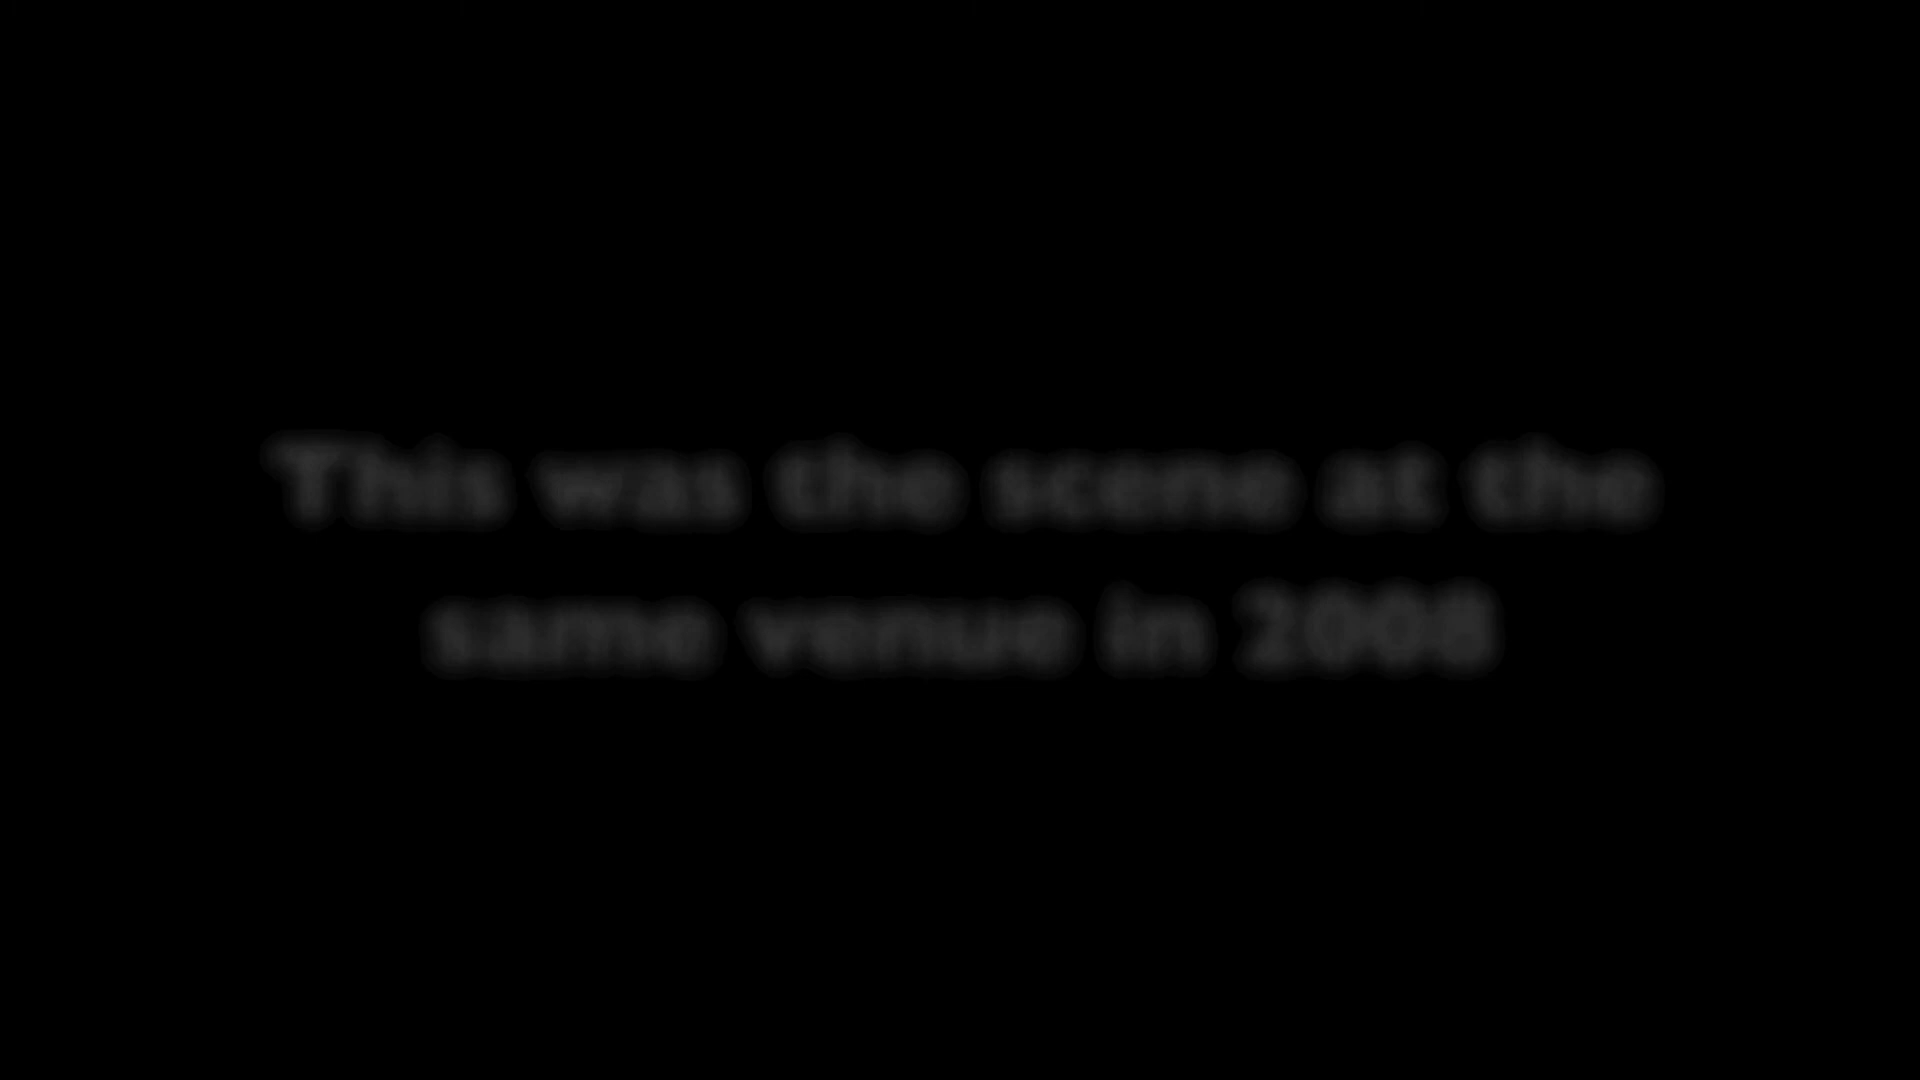 This was the scene at the
same venue in 2008